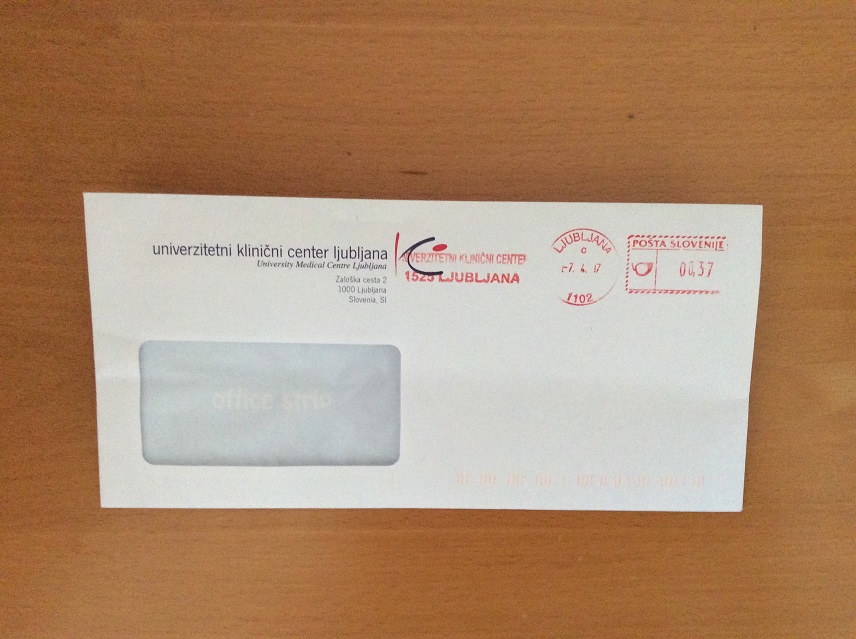 univerzitetni klinični center ljubljana
University Medical Centre Ljubljana
Zaloška cesta 2
1000 Ljubljana
Slovenia, SI
UNIVERZITETNI KLINIČNI CENTER
1525 LJUBLJANA
LJUBLJANA
c
-7. 4. 17
1102
POŠTA SLOVENIJE
00,37
office strip